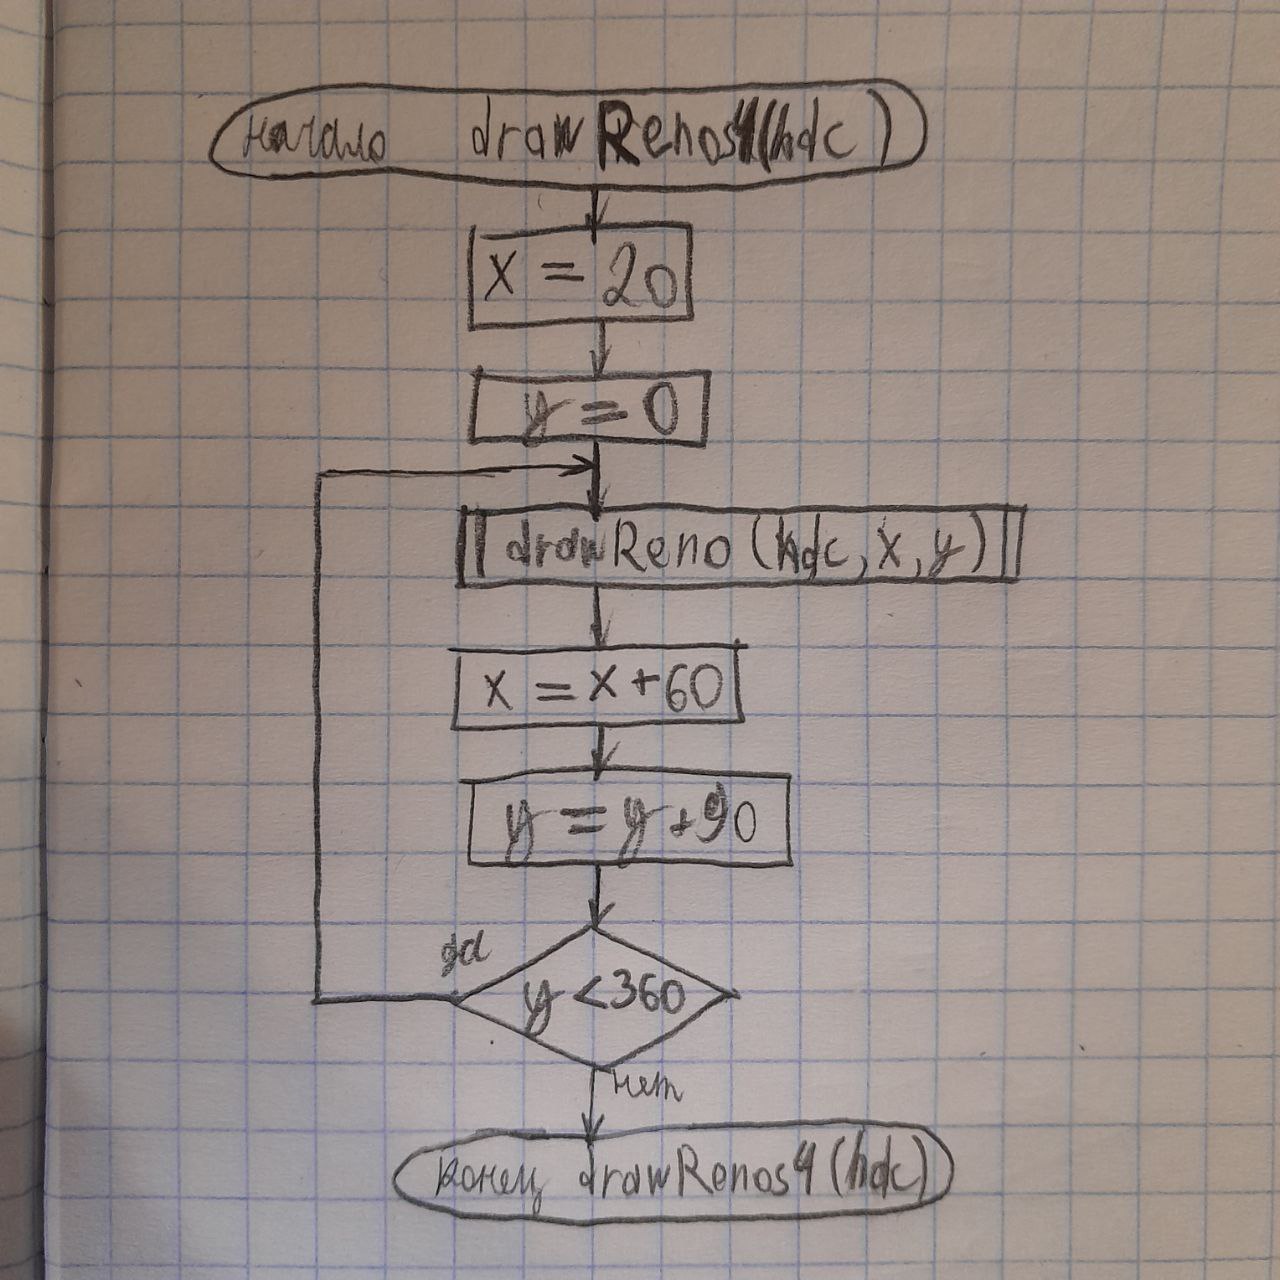 начало drawRenos4(hdc)
x = 20
y = 0
drawReno (hdc, x, y)
x = x + 60
y = y + 90
да
y < 360
нет
конец drawRenos4 (hdc)